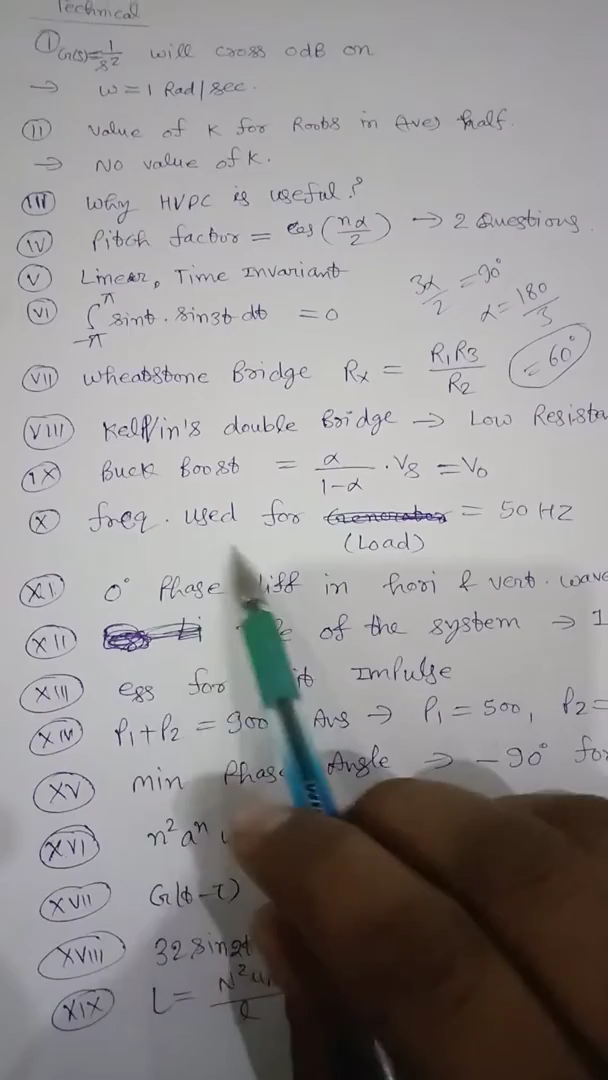 Technical
① G(s)=1/s² will cross 0dB on
→ ω=1 Rad/sec.
II Value of K for Roots in
→ No value of K.
III Why HVDC is useful?
IV Pitch factor = cos(nα/2) → 2 Questions.
V Linear, Time Invariant
3α/2 = 90°
α = 180/3
= 60°
VI ∫_{-π}^{π} sint. sin3t dt = 0
VII Wheatstone Bridge Rx = R1R3/R2
VIII Kelvin's double Bridge → Low Resista
IX Buck Boost = α/1-α . Vs = Vo
X freq. used for = 50 HZ
(Load)
XI 0° Phase diff in hori & vert. wave
XII of the system → 1
XIII ess for Impulse
XIV P1+P2 = 900 Ans → P1 = 500, P2 =
XV min Phase Angle → -90° for
XVI n²aⁿ
XVII
XVIII 32 sin2t
XIX L =